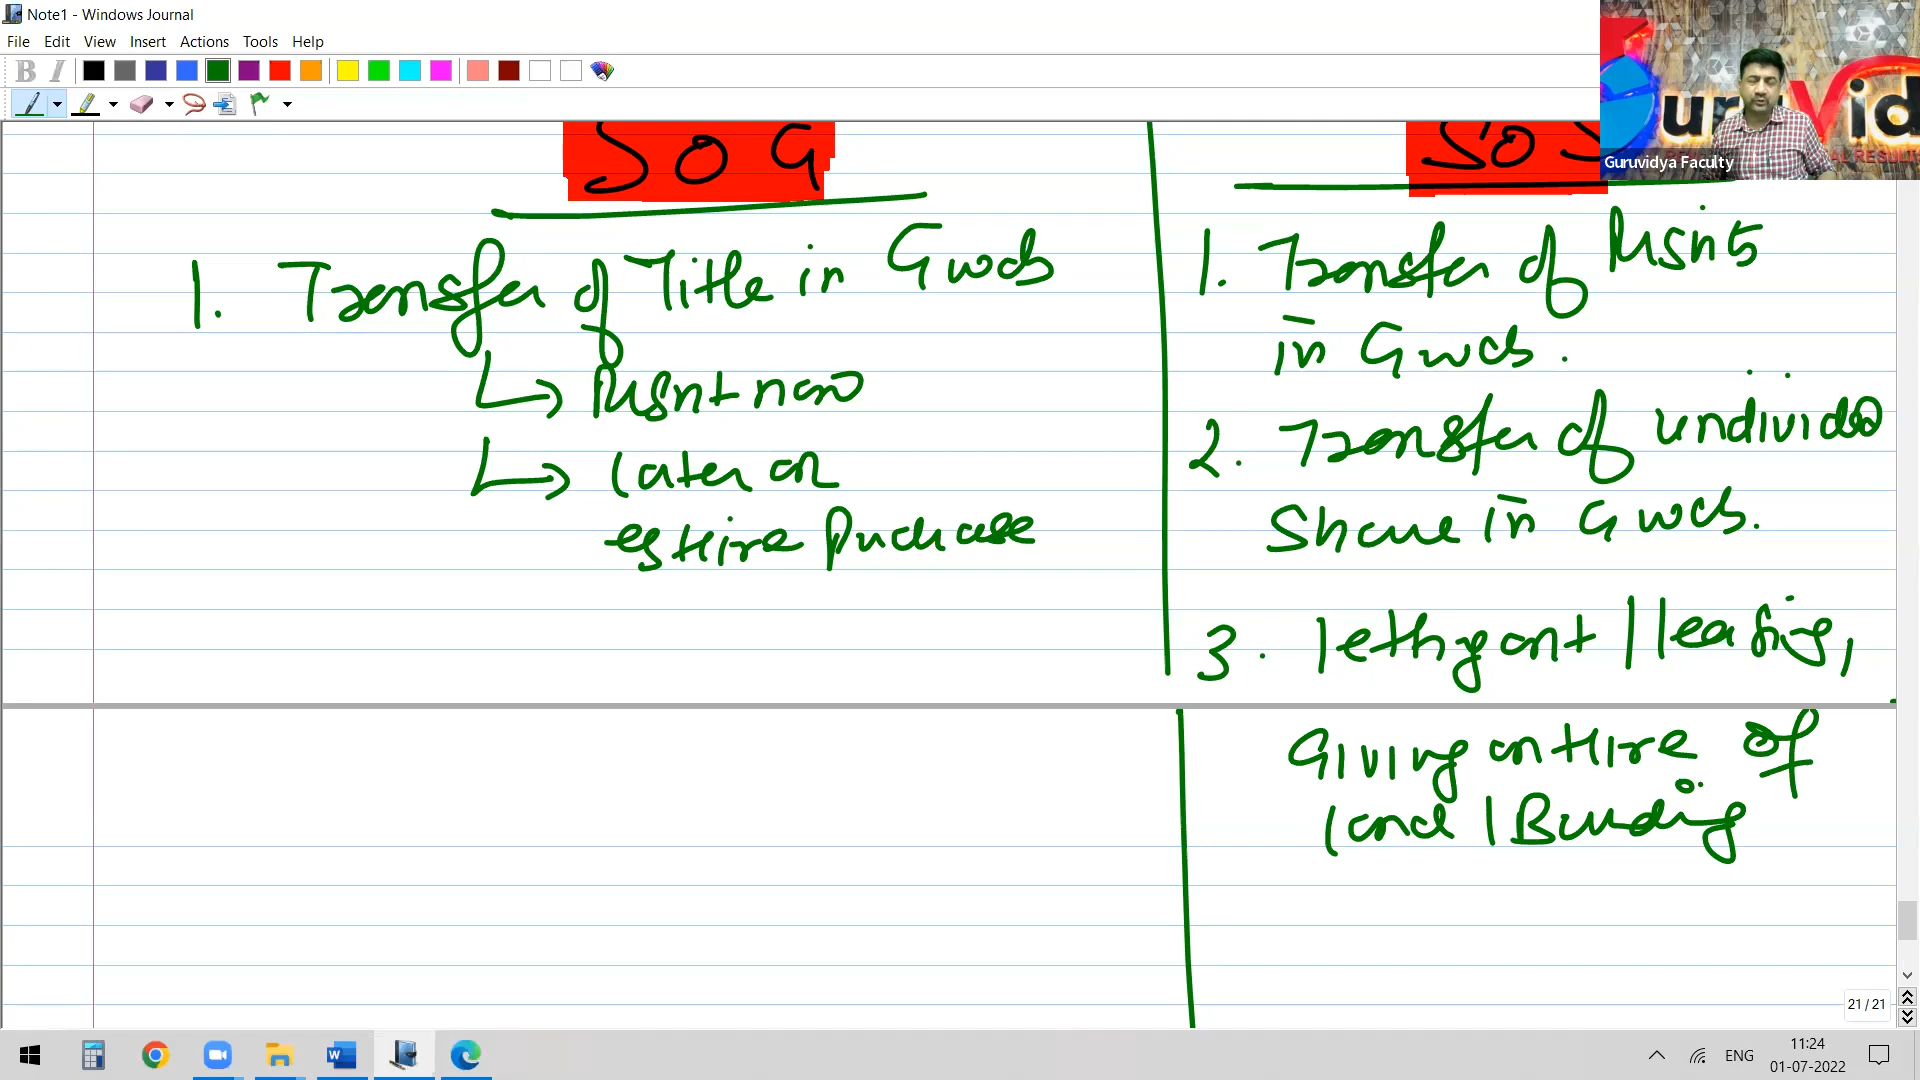 Note1 - Windows Journal
File Edit View Insert Actions Tools Help
B I
Guruvidya Faculty
SOG
1. Transfer of Title in Goods
Right now
later on
eg Hire Purchase
SOS
1. Transfer of Rights
in Goods.
2. Transfer of undivided
Share in Goods.
3. letting out / leasing,
Giving on Hire of
land / Building
21 / 21
ENG
11:24
01-07-2022